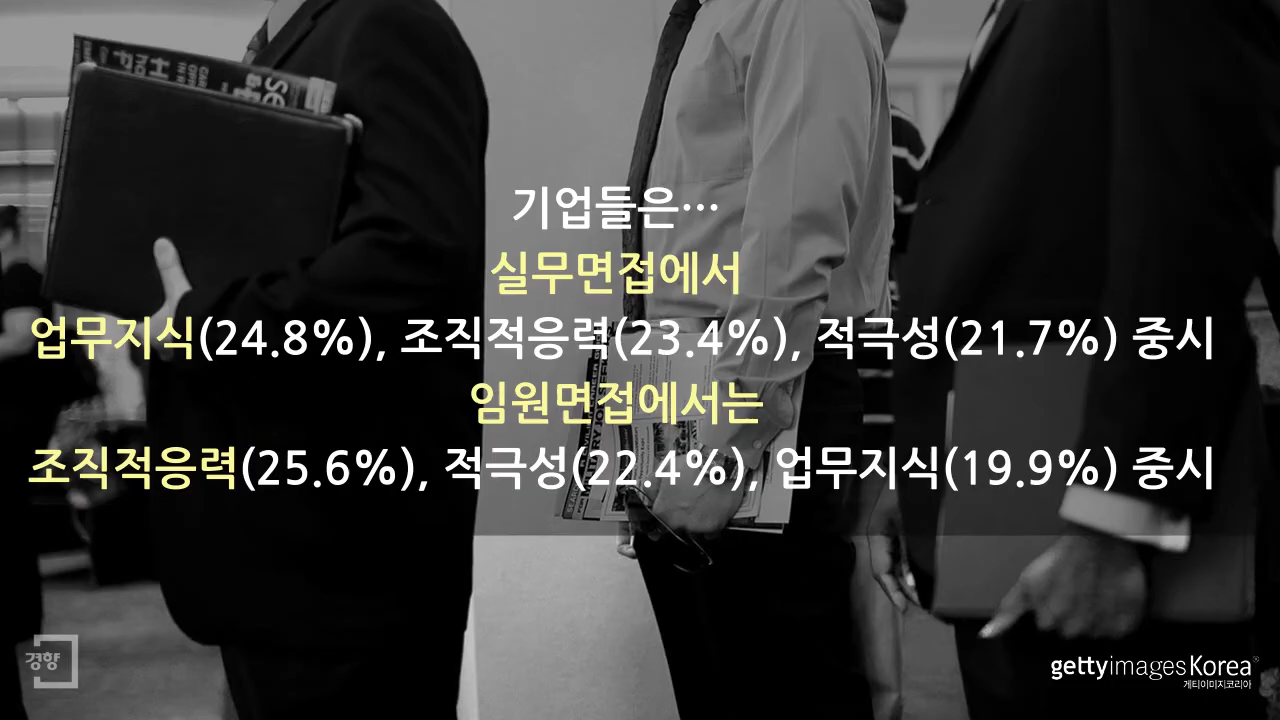 기업들은…
실무면접에서
업무지식(24.8%), 조직적응력(23.4%), 적극성(21.7%) 중시
임원면접에서는
조직적응력(25.6%), 적극성(22.4%), 업무지식(19.9%) 중시
경향
gettyimagesKorea
게티이미지코리아